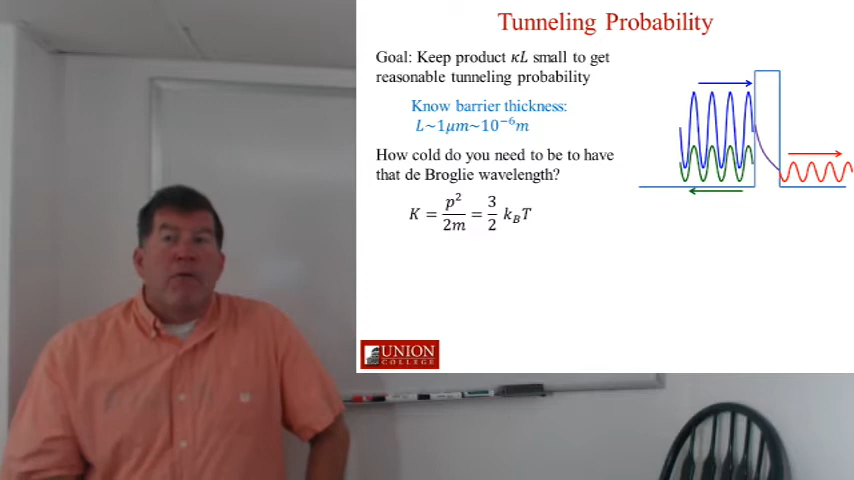 Tunneling Probability
Goal: Keep product κL small to get
reasonable tunneling probability
Know barrier thickness:
L~1μm~10⁻⁶m
How cold do you need to be to have
that de Broglie wavelength?
K = p²/2m = 3/2 k_BT
UNION
COLLEGE